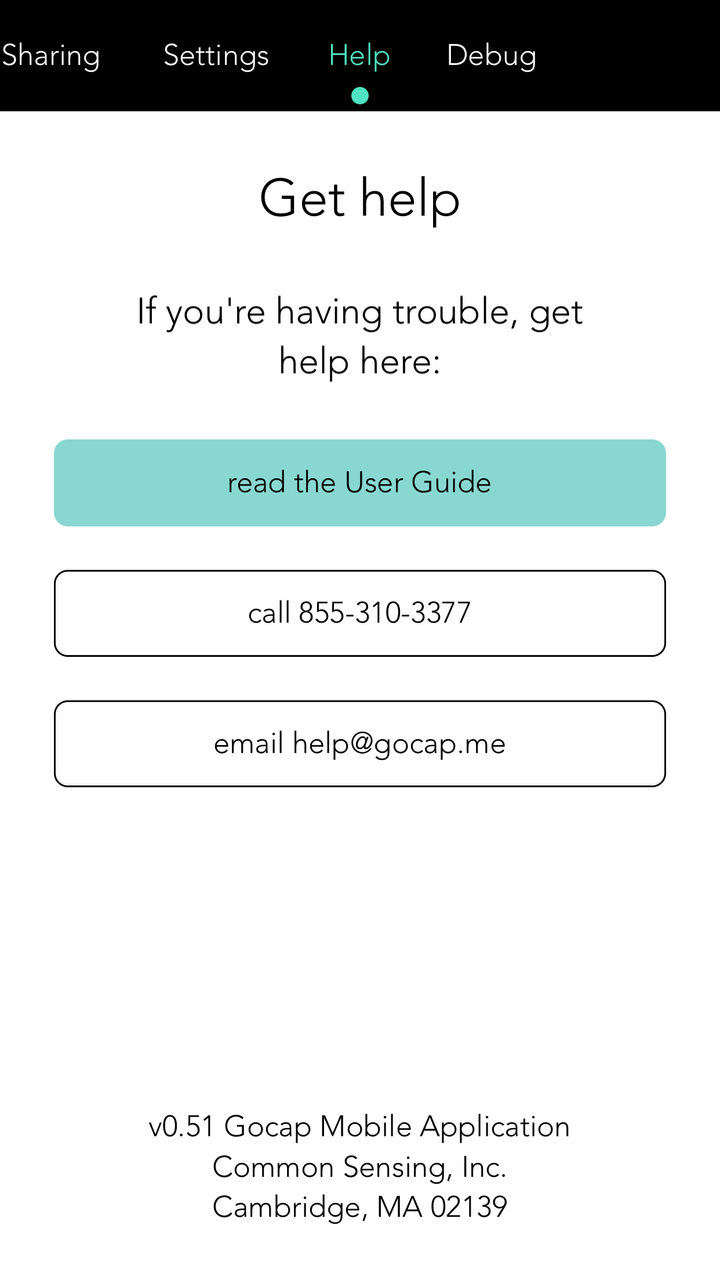 Sharing Settings Help Debug
Get help
If you're having trouble, get
help here:
read the User Guide
call 855-310-3377
email help@gocap.me
v0.51 Gocap Mobile Application
Common Sensing, Inc.
Cambridge, MA 02139